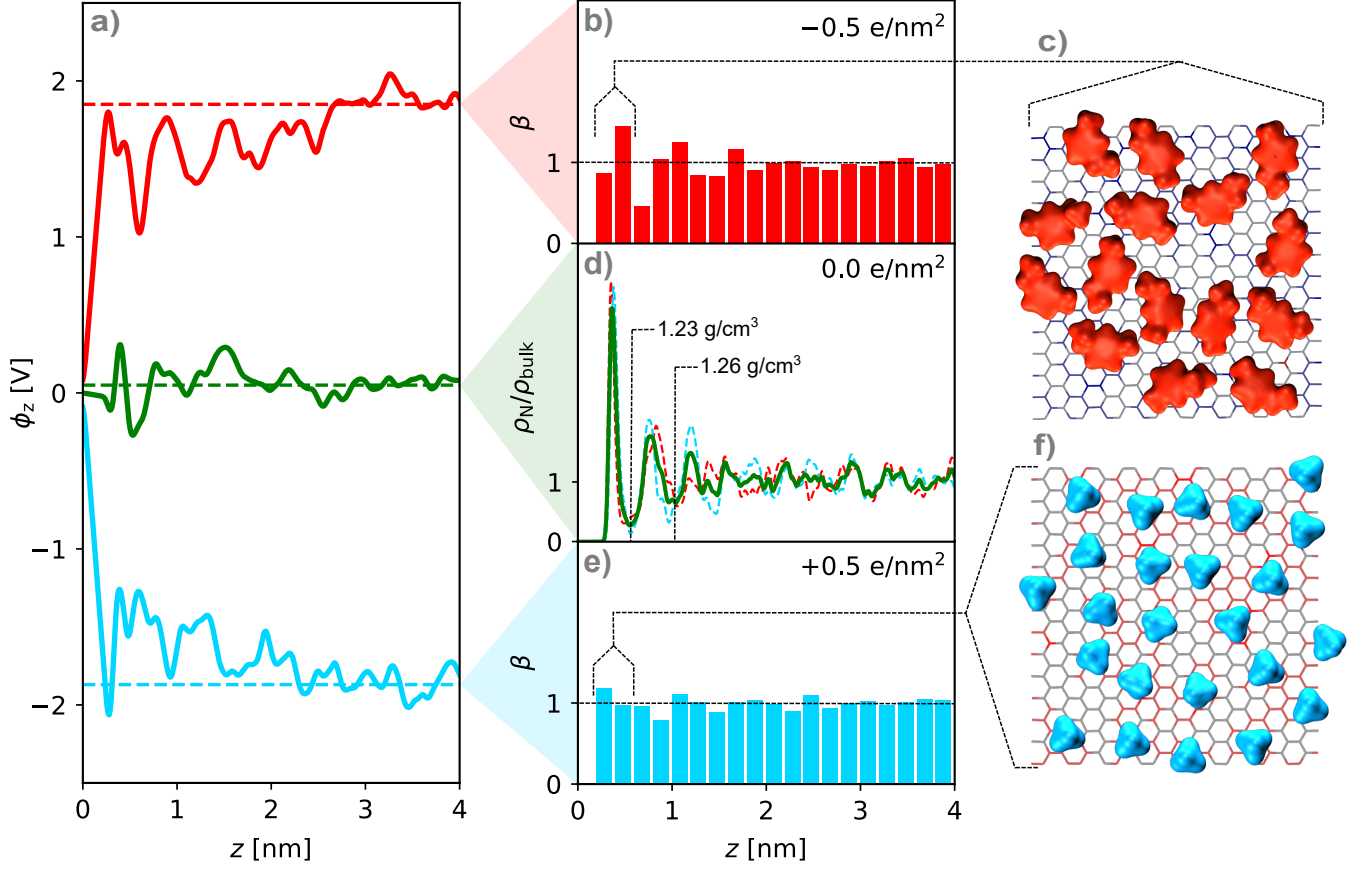 a)
ϕz [V]
2
1
0
−1
−2
0
1
2
3
4
z [nm]
b)
−0.5 e/nm²
β
1
0
c)
d)
0.0 e/nm²
1.23 g/cm³
1.26 g/cm³
ρN/ρbulk
1
0
e)
+0.5 e/nm²
β
1
0
0
1
2
3
4
z [nm]
f)